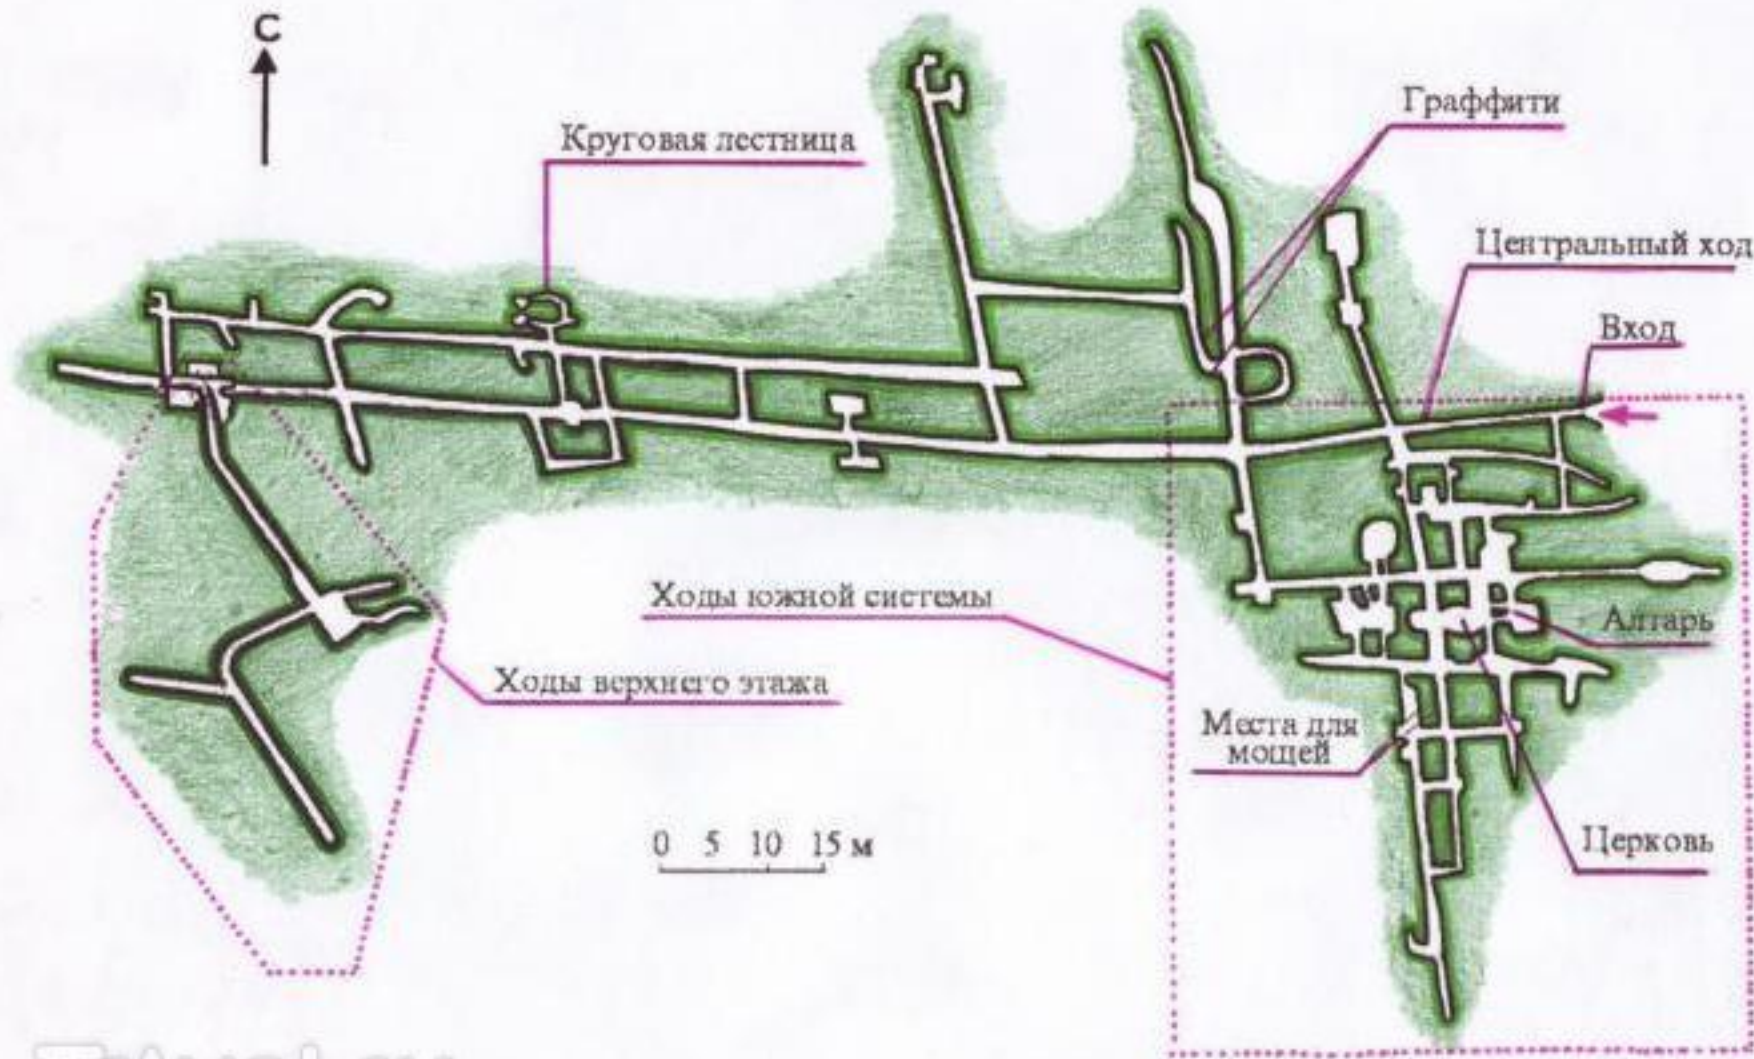 С
Граффити
Круговая лестница
Центральный ход
Вход
Ходы южной системы
Алтарь
Ходы верхнего этажа
Места для
мощей
0 5 10 15 м
Церковь